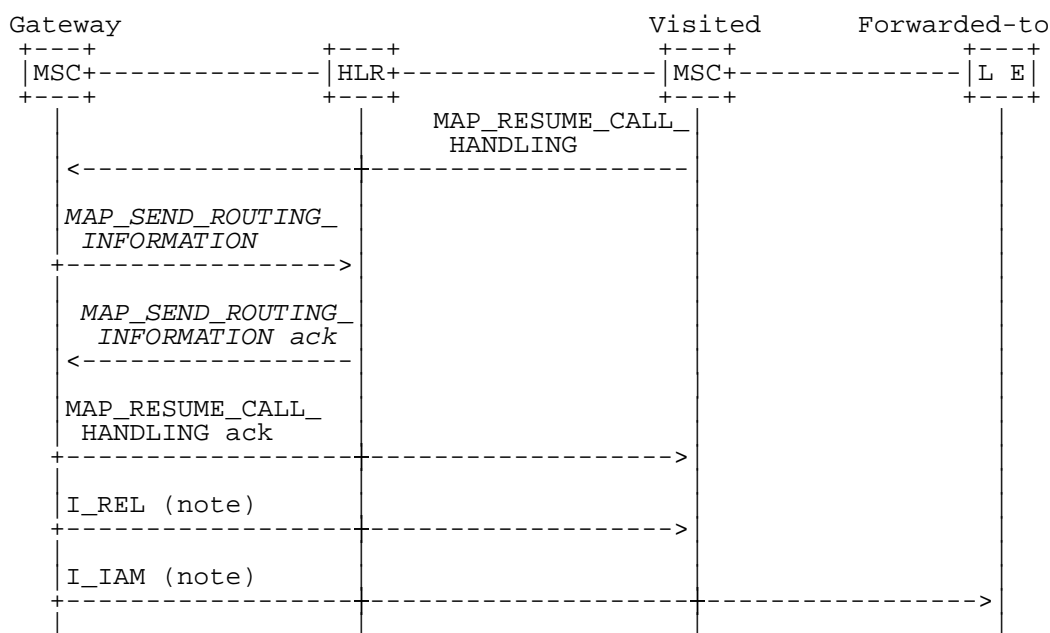 Gateway Visited Forwarded-to
MSC HLR MSC L E
MAP_RESUME_CALL_
HANDLING
MAP_SEND_ROUTING_
INFORMATION
MAP_SEND_ROUTING_
INFORMATION ack
MAP_RESUME_CALL_
HANDLING ack
I_REL (note)
I_IAM (note)